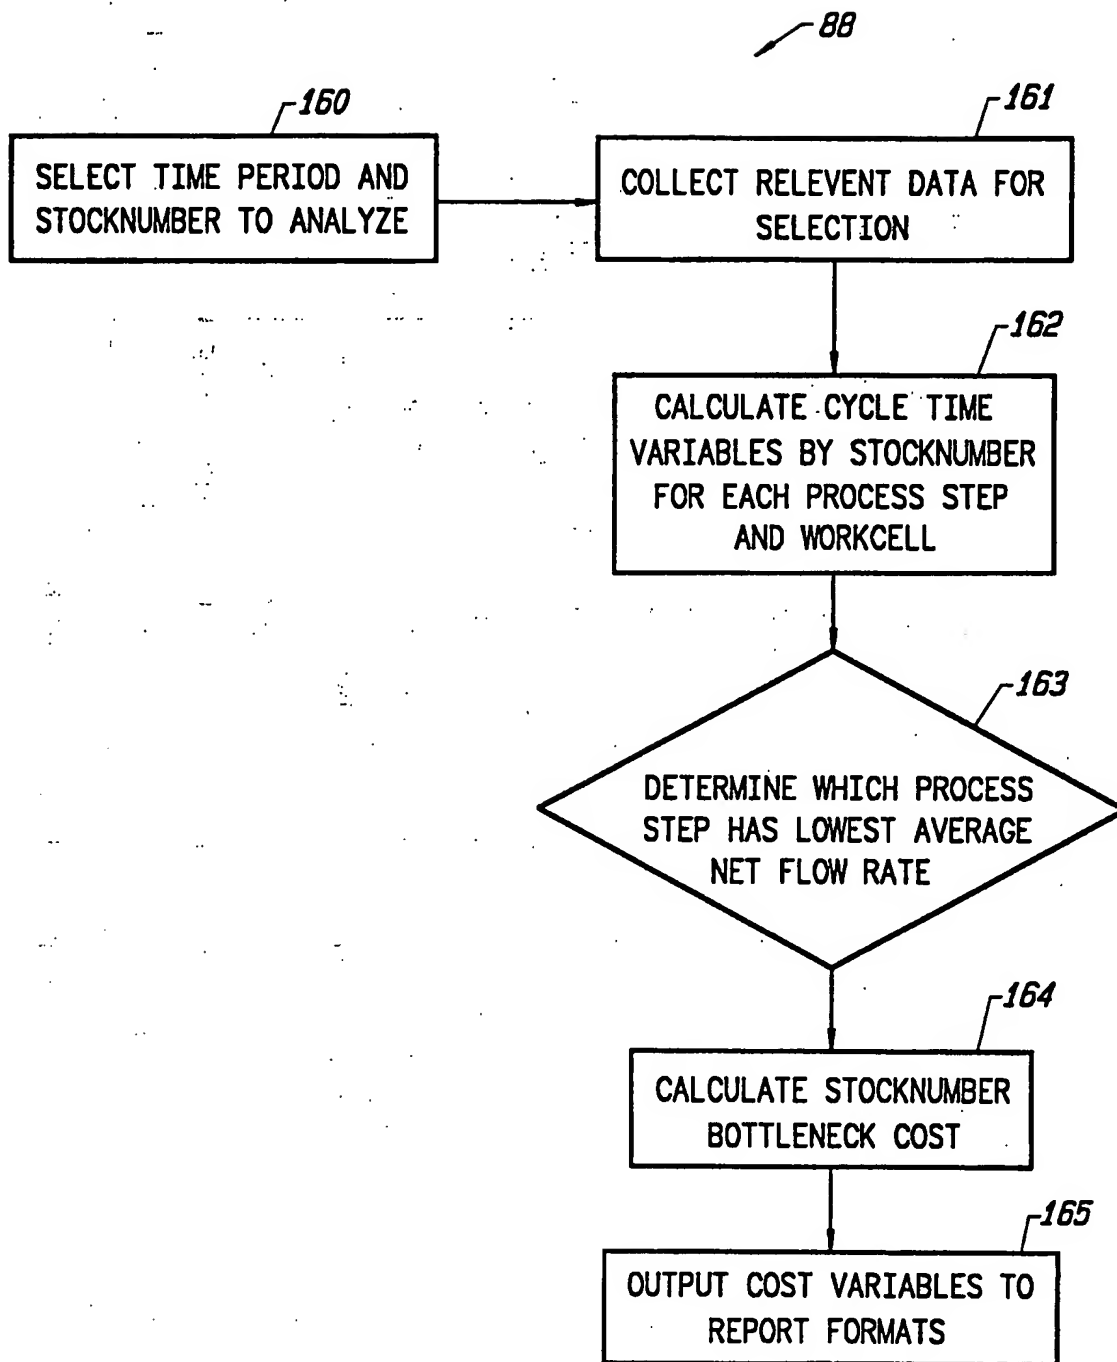 88
160
SELECT TIME PERIOD AND
STOCKNUMBER TO ANALYZE
161
COLLECT RELEVENT DATA FOR
SELECTION
162
CALCULATE CYCLE TIME
VARIABLES BY STOCKNUMBER
FOR EACH PROCESS STEP
AND WORKCELL
163
DETERMINE WHICH PROCESS
STEP HAS LOWEST AVERAGE
NET FLOW RATE
164
CALCULATE STOCKNUMBER
BOTTLENECK COST
165
OUTPUT COST VARIABLES TO
REPORT FORMATS